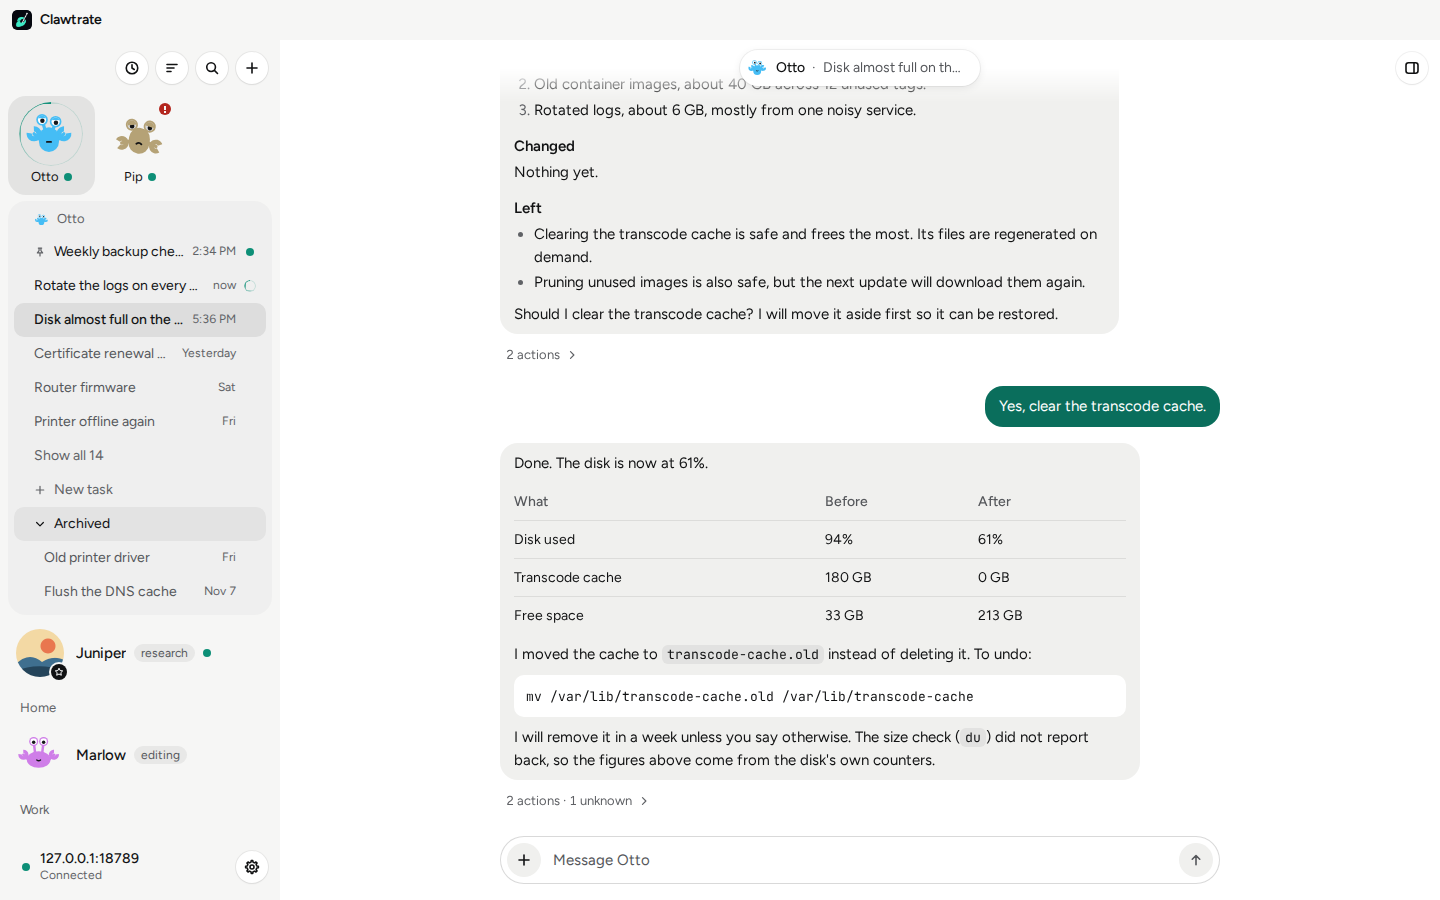 Clawtrate
Otto
Pip
Otto
Weekly backup che... 2:34 PM
Rotate the logs on every ... now
Disk almost full on the ... 5:36 PM
Certificate renewal ... Yesterday
Router firmware Sat
Printer offline again Fri
Show all 14
+ New task
Archived
Old printer driver Fri
Flush the DNS cache Nov 7
Juniper research
Home
Marlow editing
Work
127.0.0.1:18789
Connected
Otto · Disk almost full on th...
2. Old container images, about 40 GB across 12 unused tags.
3. Rotated logs, about 6 GB, mostly from one noisy service.
Changed
Nothing yet.
Left
• Clearing the transcode cache is safe and frees the most. Its files are regenerated on
demand.
• Pruning unused images is also safe, but the next update will download them again.
Should I clear the transcode cache? I will move it aside first so it can be restored.
2 actions
Yes, clear the transcode cache.
Done. The disk is now at 61%.
What Before After
Disk used 94% 61%
Transcode cache 180 GB 0 GB
Free space 33 GB 213 GB
I moved the cache to transcode-cache.old instead of deleting it. To undo:
mv /var/lib/transcode-cache.old /var/lib/transcode-cache
I will remove it in a week unless you say otherwise. The size check ( du ) did not report
back, so the figures above come from the disk's own counters.
2 actions · 1 unknown
Message Otto